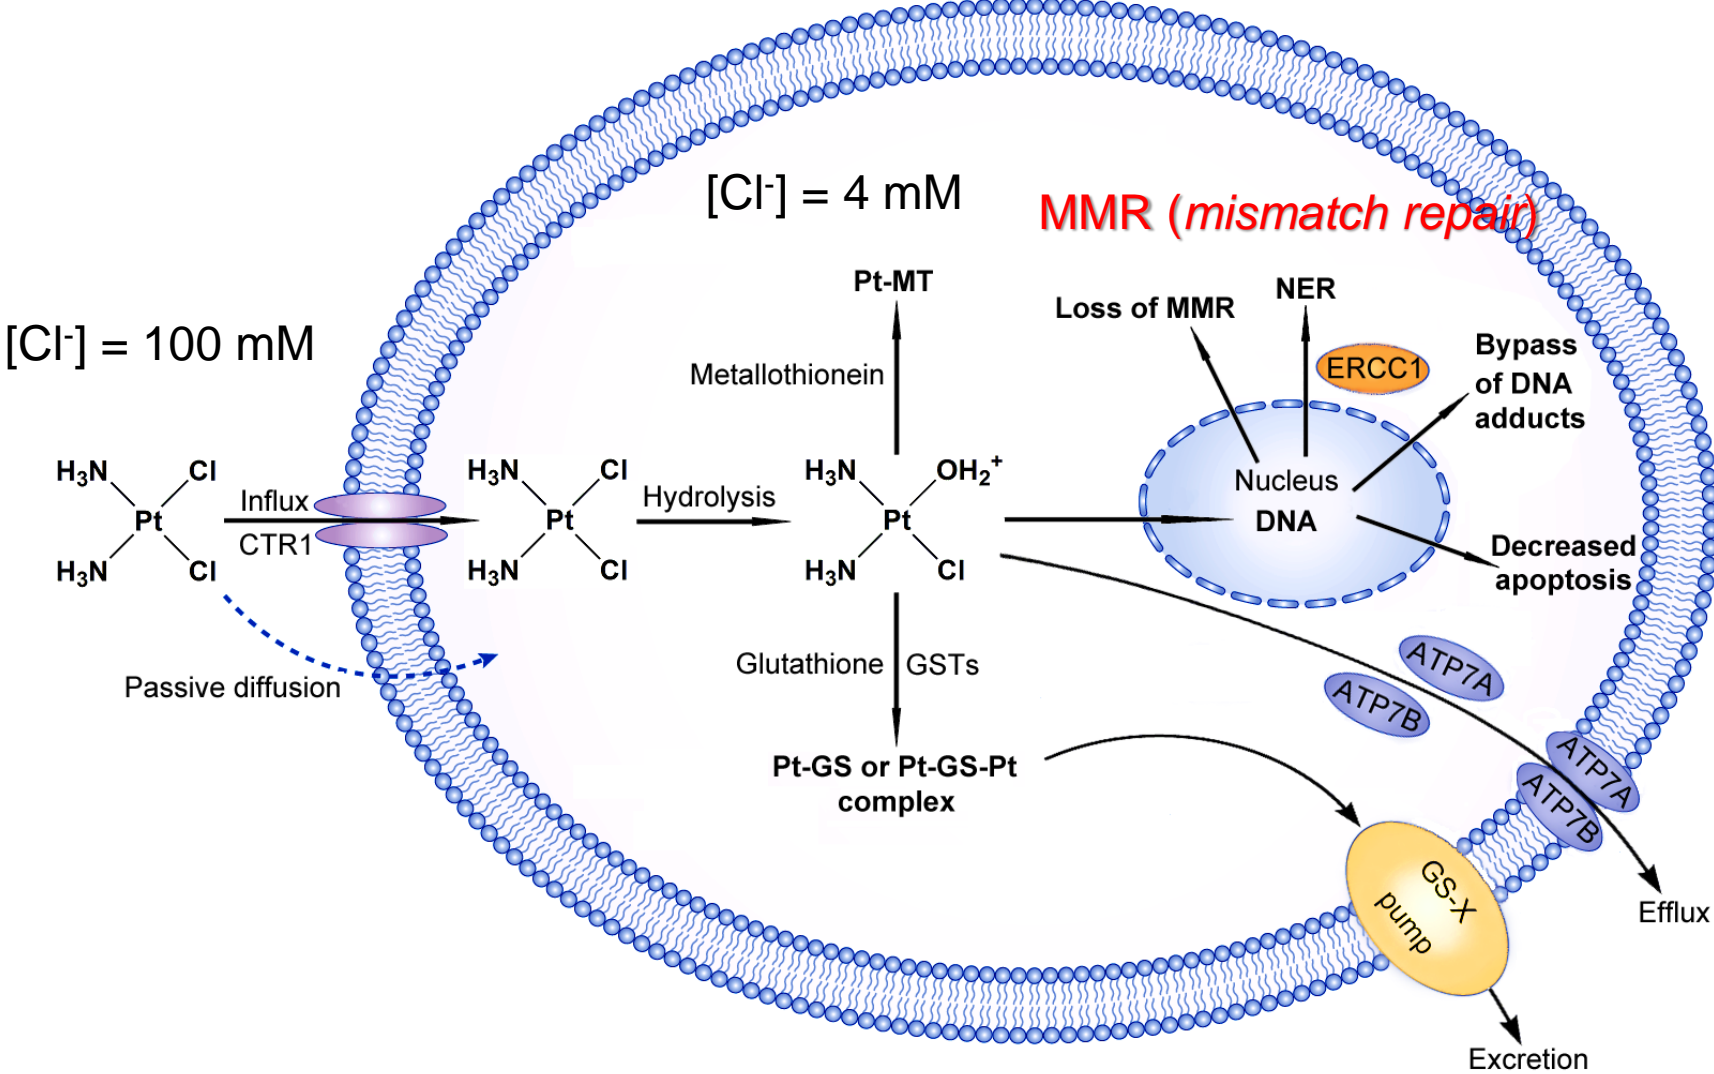 [Cl⁻] = 4 mM
MMR (mismatch repair)
[Cl⁻] = 100 mM
Pt-MT
Metallothionein
Loss of MMR
NER
ERCC1
Bypass
of DNA
adducts
H₃N
Cl
Pt
H₃N
Cl
Influx
CTR1
Passive diffusion
H₃N
Cl
Pt
H₃N
Cl
Hydrolysis
H₃N
OH₂⁺
Pt
H₃N
Cl
Nucleus
DNA
Decreased
apoptosis
Glutathione
GSTs
Pt-GS or Pt-GS-Pt
complex
ATP7A
ATP7B
ATP7A
ATP7B
GS-X
pump
Efflux
Excretion